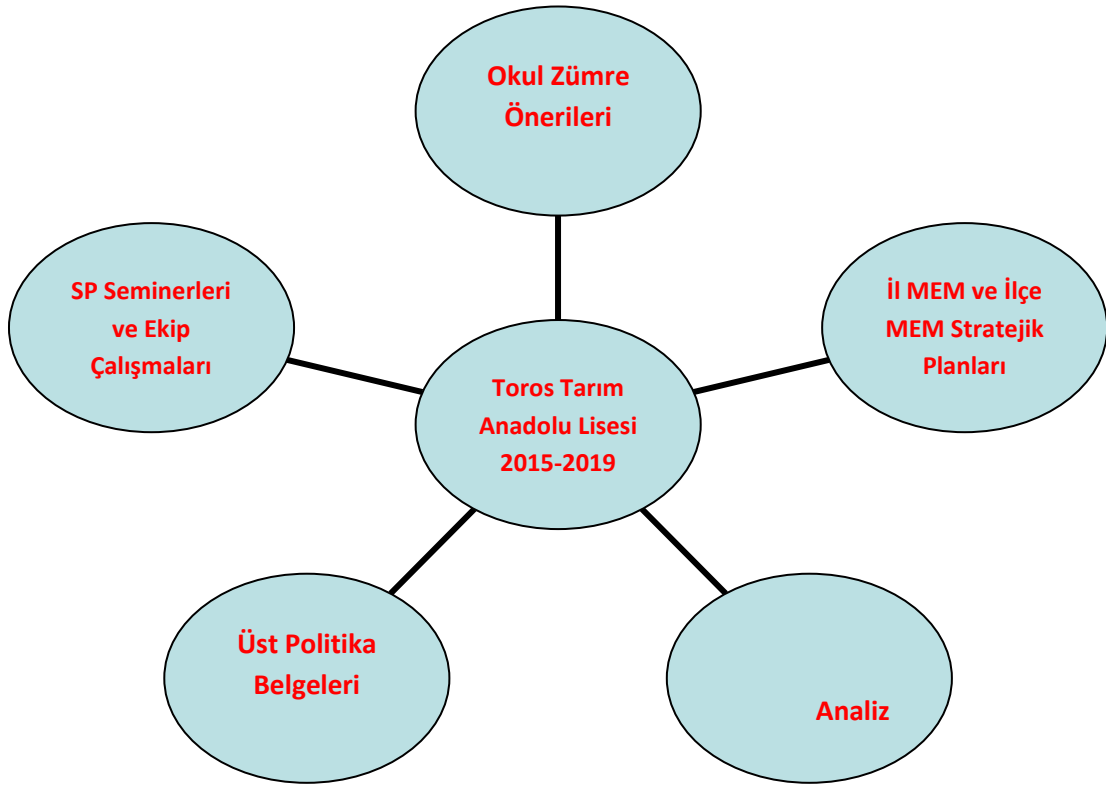 Okul Zümre
Önerileri
SP Seminerleri
ve Ekip
Çalışmaları
İl MEM ve İlçe
MEM Stratejik
Planları
Toros Tarım
Anadolu Lisesi
2015-2019
Üst Politika
Belgeleri
Analiz